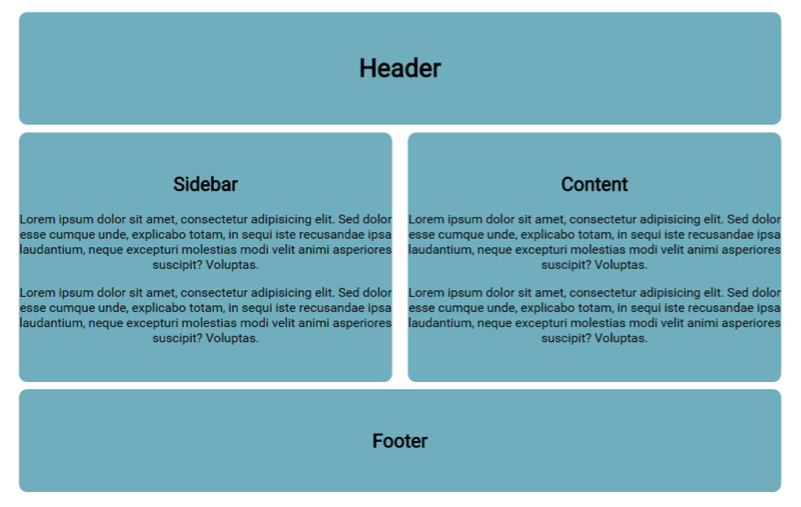 Header
Sidebar
Lorem ipsum dolor sit amet, consectetur adipisicing elit. Sed dolor
esse cumque unde, explicabo totam, in sequi iste recusandae ipsa
laudantium, neque excepturi molestias modi velit animi asperiores
suscipit? Voluptas.
Lorem ipsum dolor sit amet, consectetur adipisicing elit. Sed dolor
esse cumque unde, explicabo totam, in sequi iste recusandae ipsa
laudantium, neque excepturi molestias modi velit animi asperiores
suscipit? Voluptas.
Content
Lorem ipsum dolor sit amet, consectetur adipisicing elit. Sed dolor
esse cumque unde, explicabo totam, in sequi iste recusandae ipsa
laudantium, neque excepturi molestias modi velit animi asperiores
suscipit? Voluptas.
Lorem ipsum dolor sit amet, consectetur adipisicing elit. Sed dolor
esse cumque unde, explicabo totam, in sequi iste recusandae ipsa
laudantium, neque excepturi molestias modi velit animi asperiores
suscipit? Voluptas.
Footer